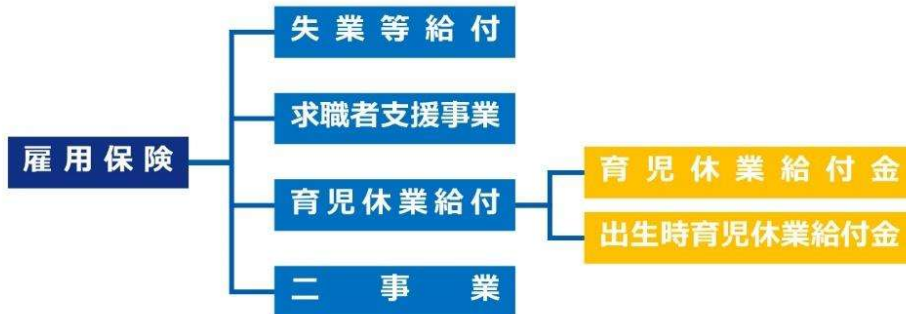 雇用保険
失業等給付
求職者支援事業
育児休業給付
二事業
育児休業給付金
出生時育児休業給付金